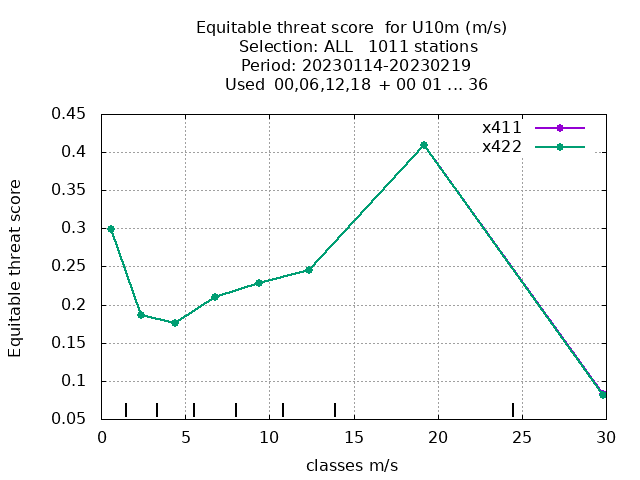 Equitable threat score  for U10m (m/s)
Selection: ALL   1011 stations
Period: 20230114-20230219
Used  00,06,12,18  + 00 01 ... 36
x411
x422
0.45
0.4
0.35
0.3
0.25
0.2
0.15
0.1
0.05
Equitable threat score
0 5 10 15 20 25 30
classes m/s